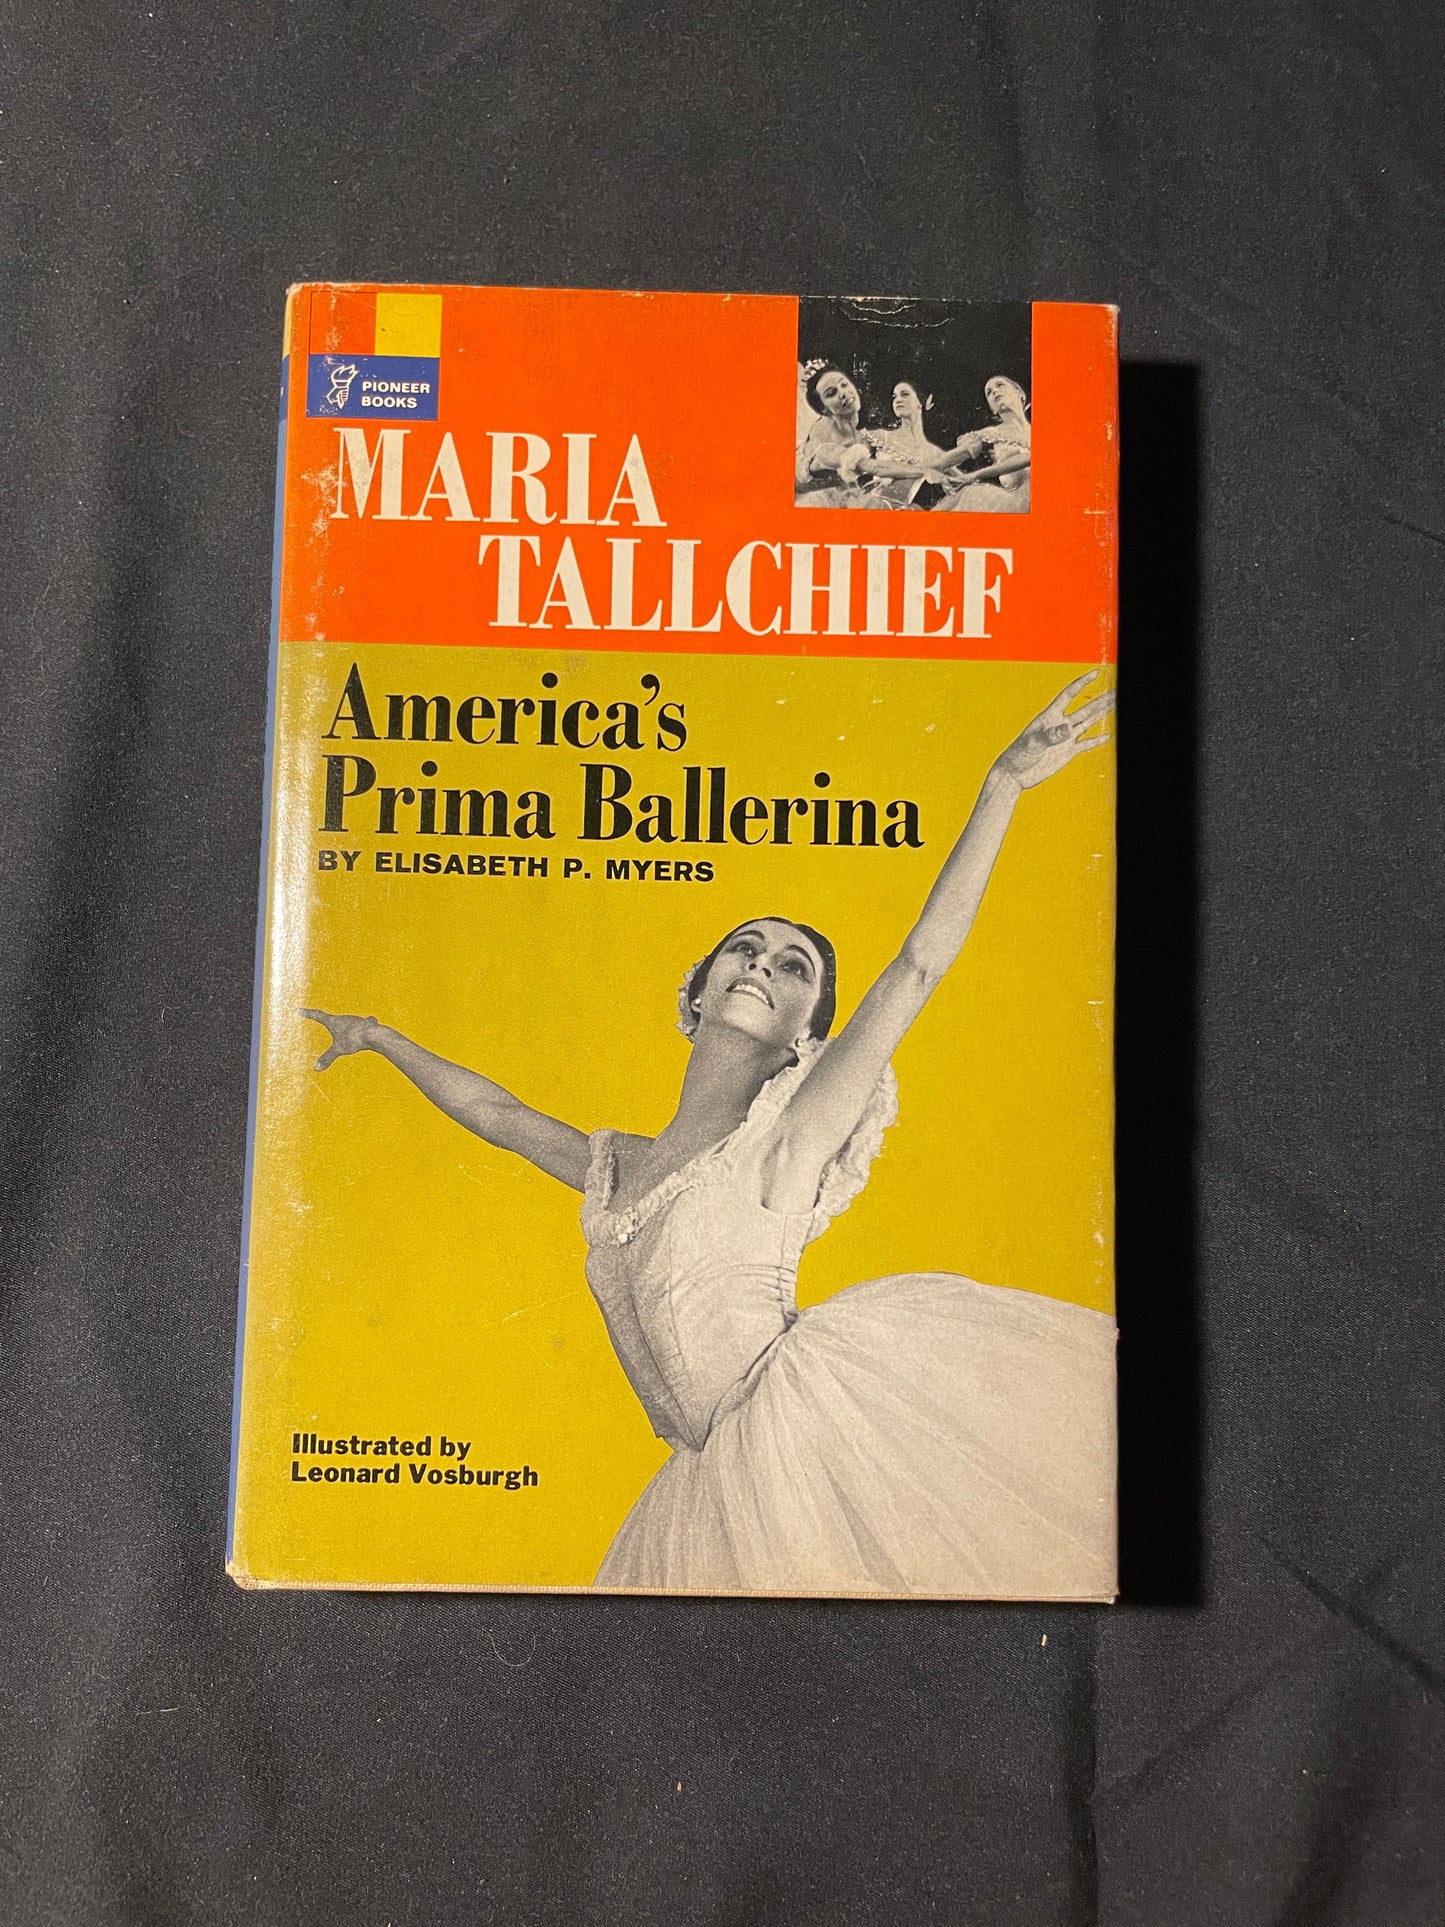 PIONEER
BOOKS
MARIA
TALLCHIEF
America's
Prima Ballerina
BY ELISABETH P. MYERS
Illustrated by
Leonard Vosburgh